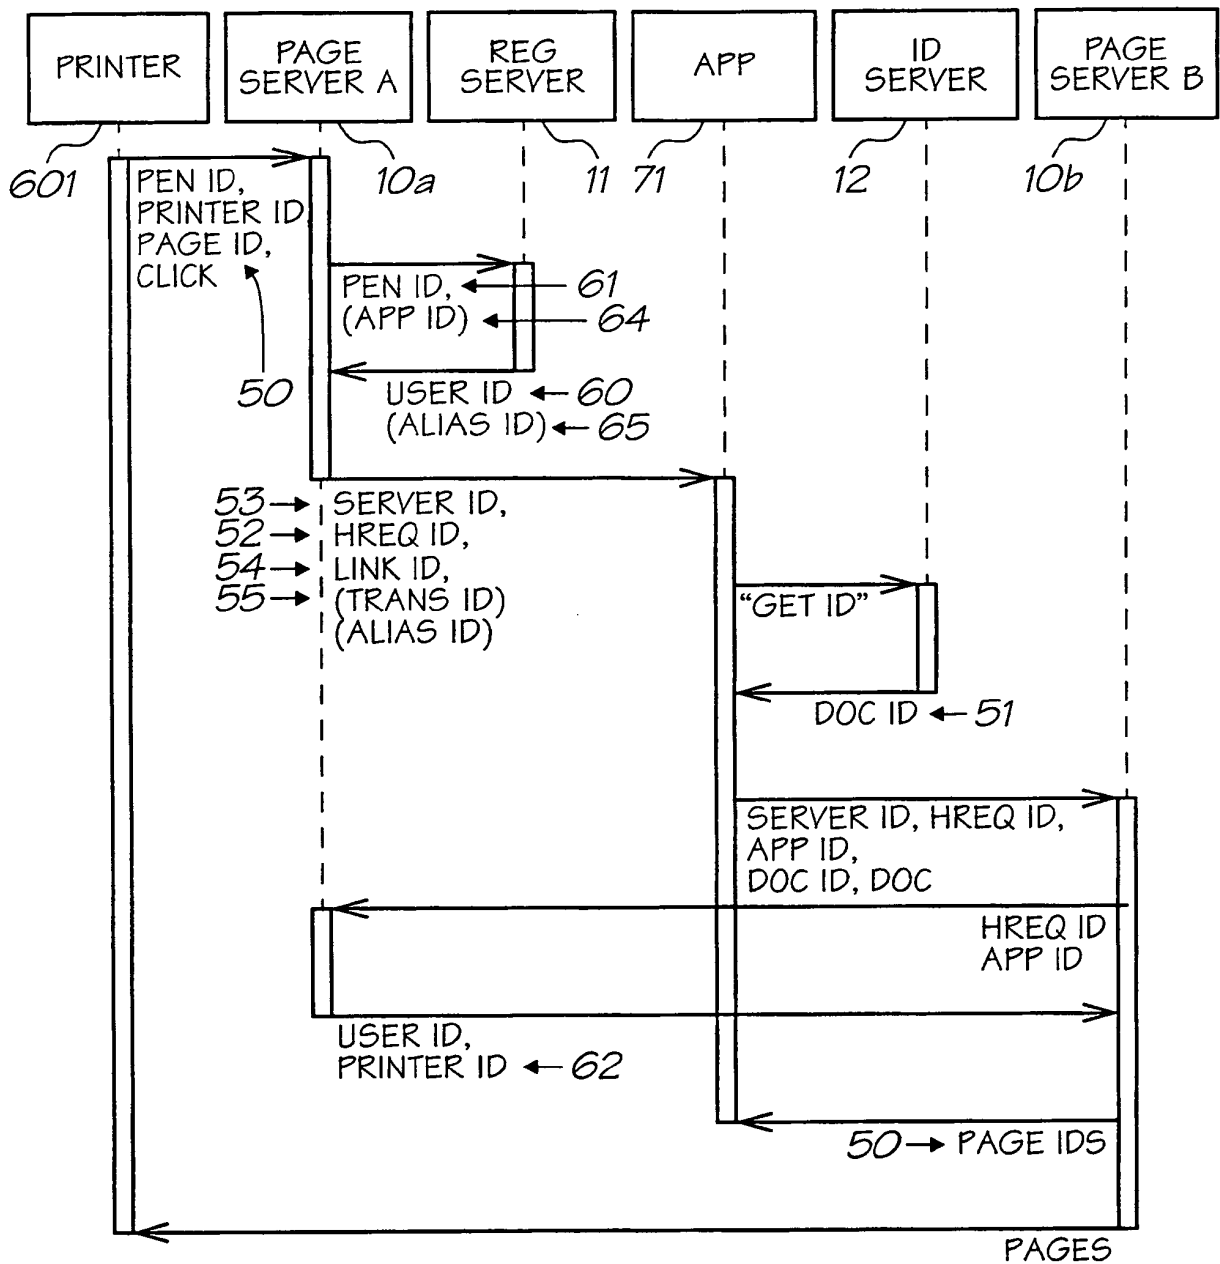 PRINTER
PAGE
SERVER A
REG
SERVER
APP
ID
SERVER
PAGE
SERVER B
601
10a
11
71
12
10b
PEN ID,
PRINTER ID
PAGE ID,
CLICK
50
PEN ID, 61
(APP ID) 64
USER ID 60
(ALIAS ID) 65
53 SERVER ID,
52 HREQ ID,
54 LINK ID,
55 (TRANS ID)
(ALIAS ID)
"GET ID"
DOC ID 51
SERVER ID, HREQ ID,
APP ID,
DOC ID, DOC
HREQ ID
APP ID
USER ID,
PRINTER ID 62
50 PAGE IDS
PAGES